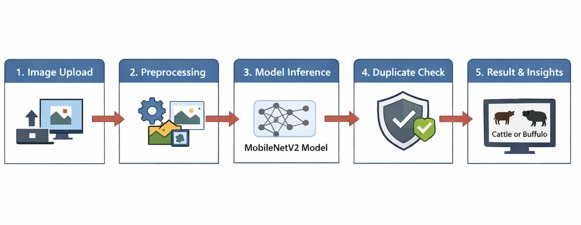 1. Image Upload
2. Preprocessing
3. Model Inference
MobileNetV2 Model
4. Duplicate Check
5. Result & Insights
Cattle or Buffulo